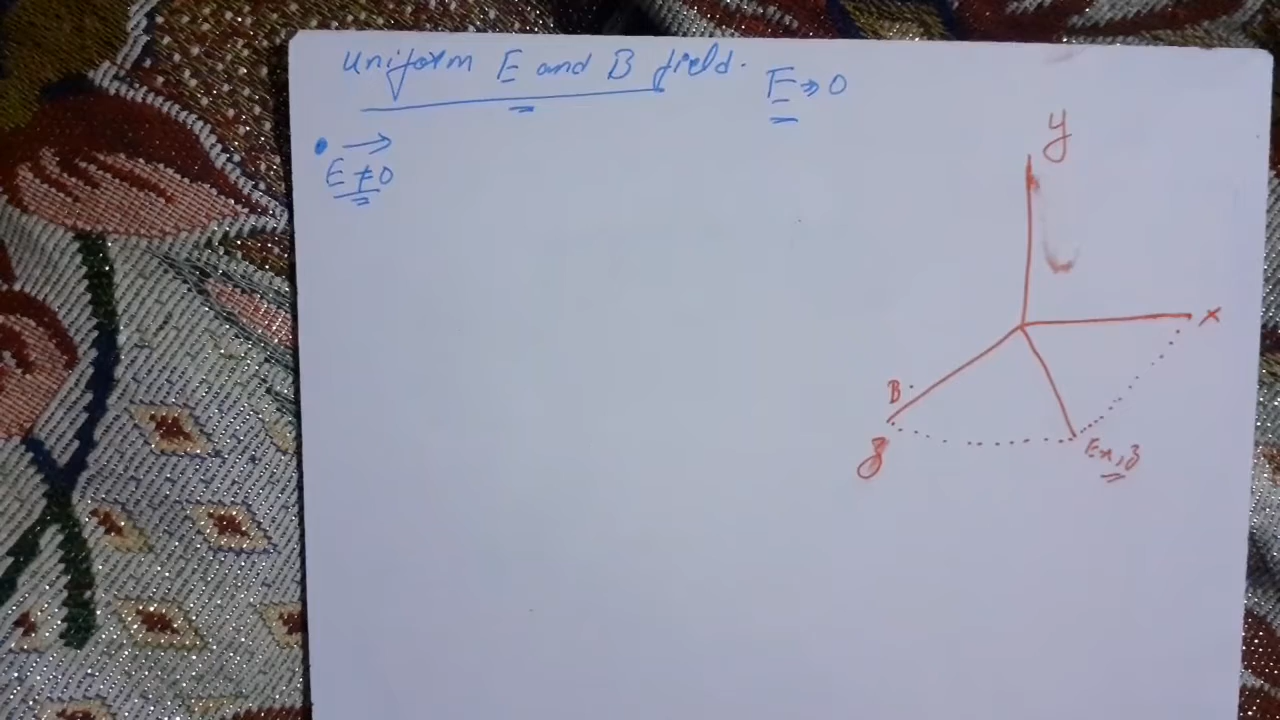 uniform E and B field.
E → 0
E ≠ 0
y
x
B
z
Ex,z